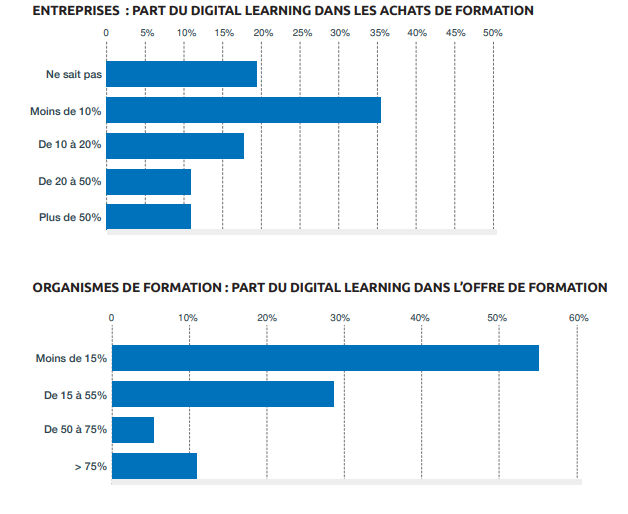 ENTREPRISES : PART DU DIGITAL LEARNING DANS LES ACHATS DE FORMATION
0 5% 10% 15% 20% 25% 30% 35% 40% 45% 50%
Ne sait pas
Moins de 10%
De 10 à 20%
De 20 à 50%
Plus de 50%
ORGANISMES DE FORMATION : PART DU DIGITAL LEARNING DANS L'OFFRE DE FORMATION
0 10% 20% 30% 40% 50% 60%
Moins de 15%
De 15 à 55%
De 50 à 75%
> 75%